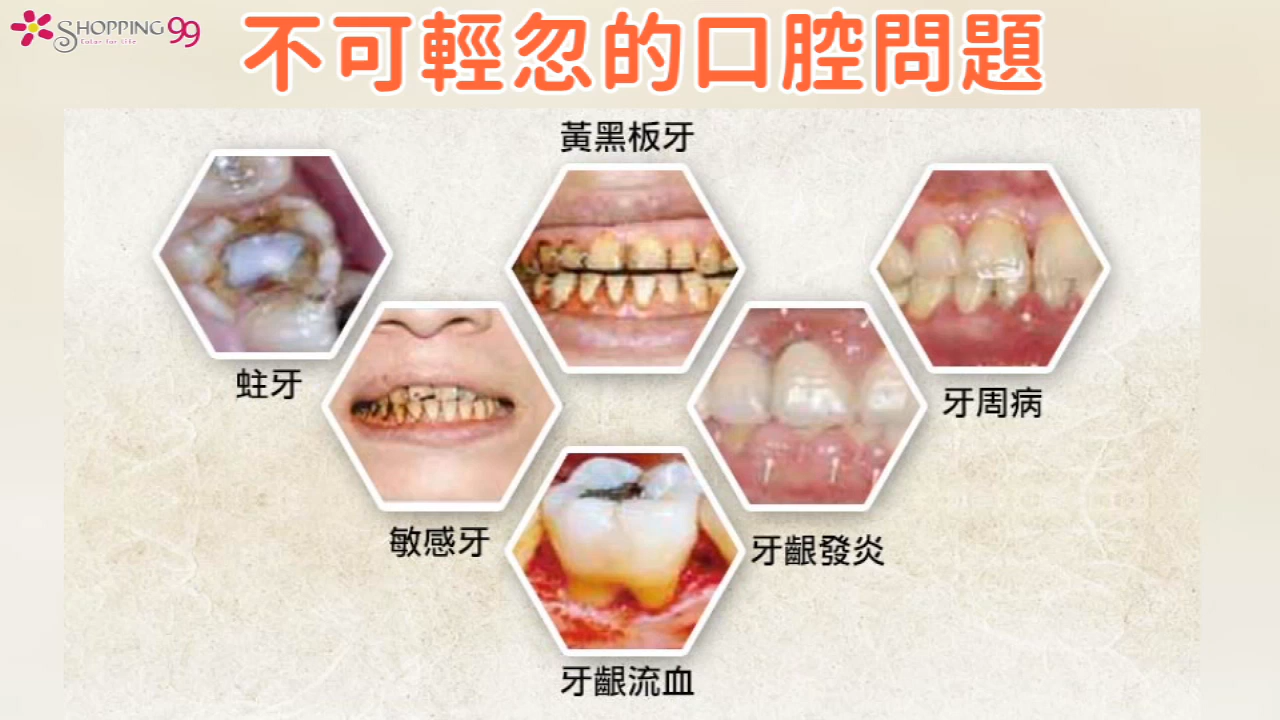 SHOPPING99
Color for life
不可輕忽的口腔問題
黃黑板牙
蛀牙
牙周病
敏感牙
牙齦發炎
牙齦流血